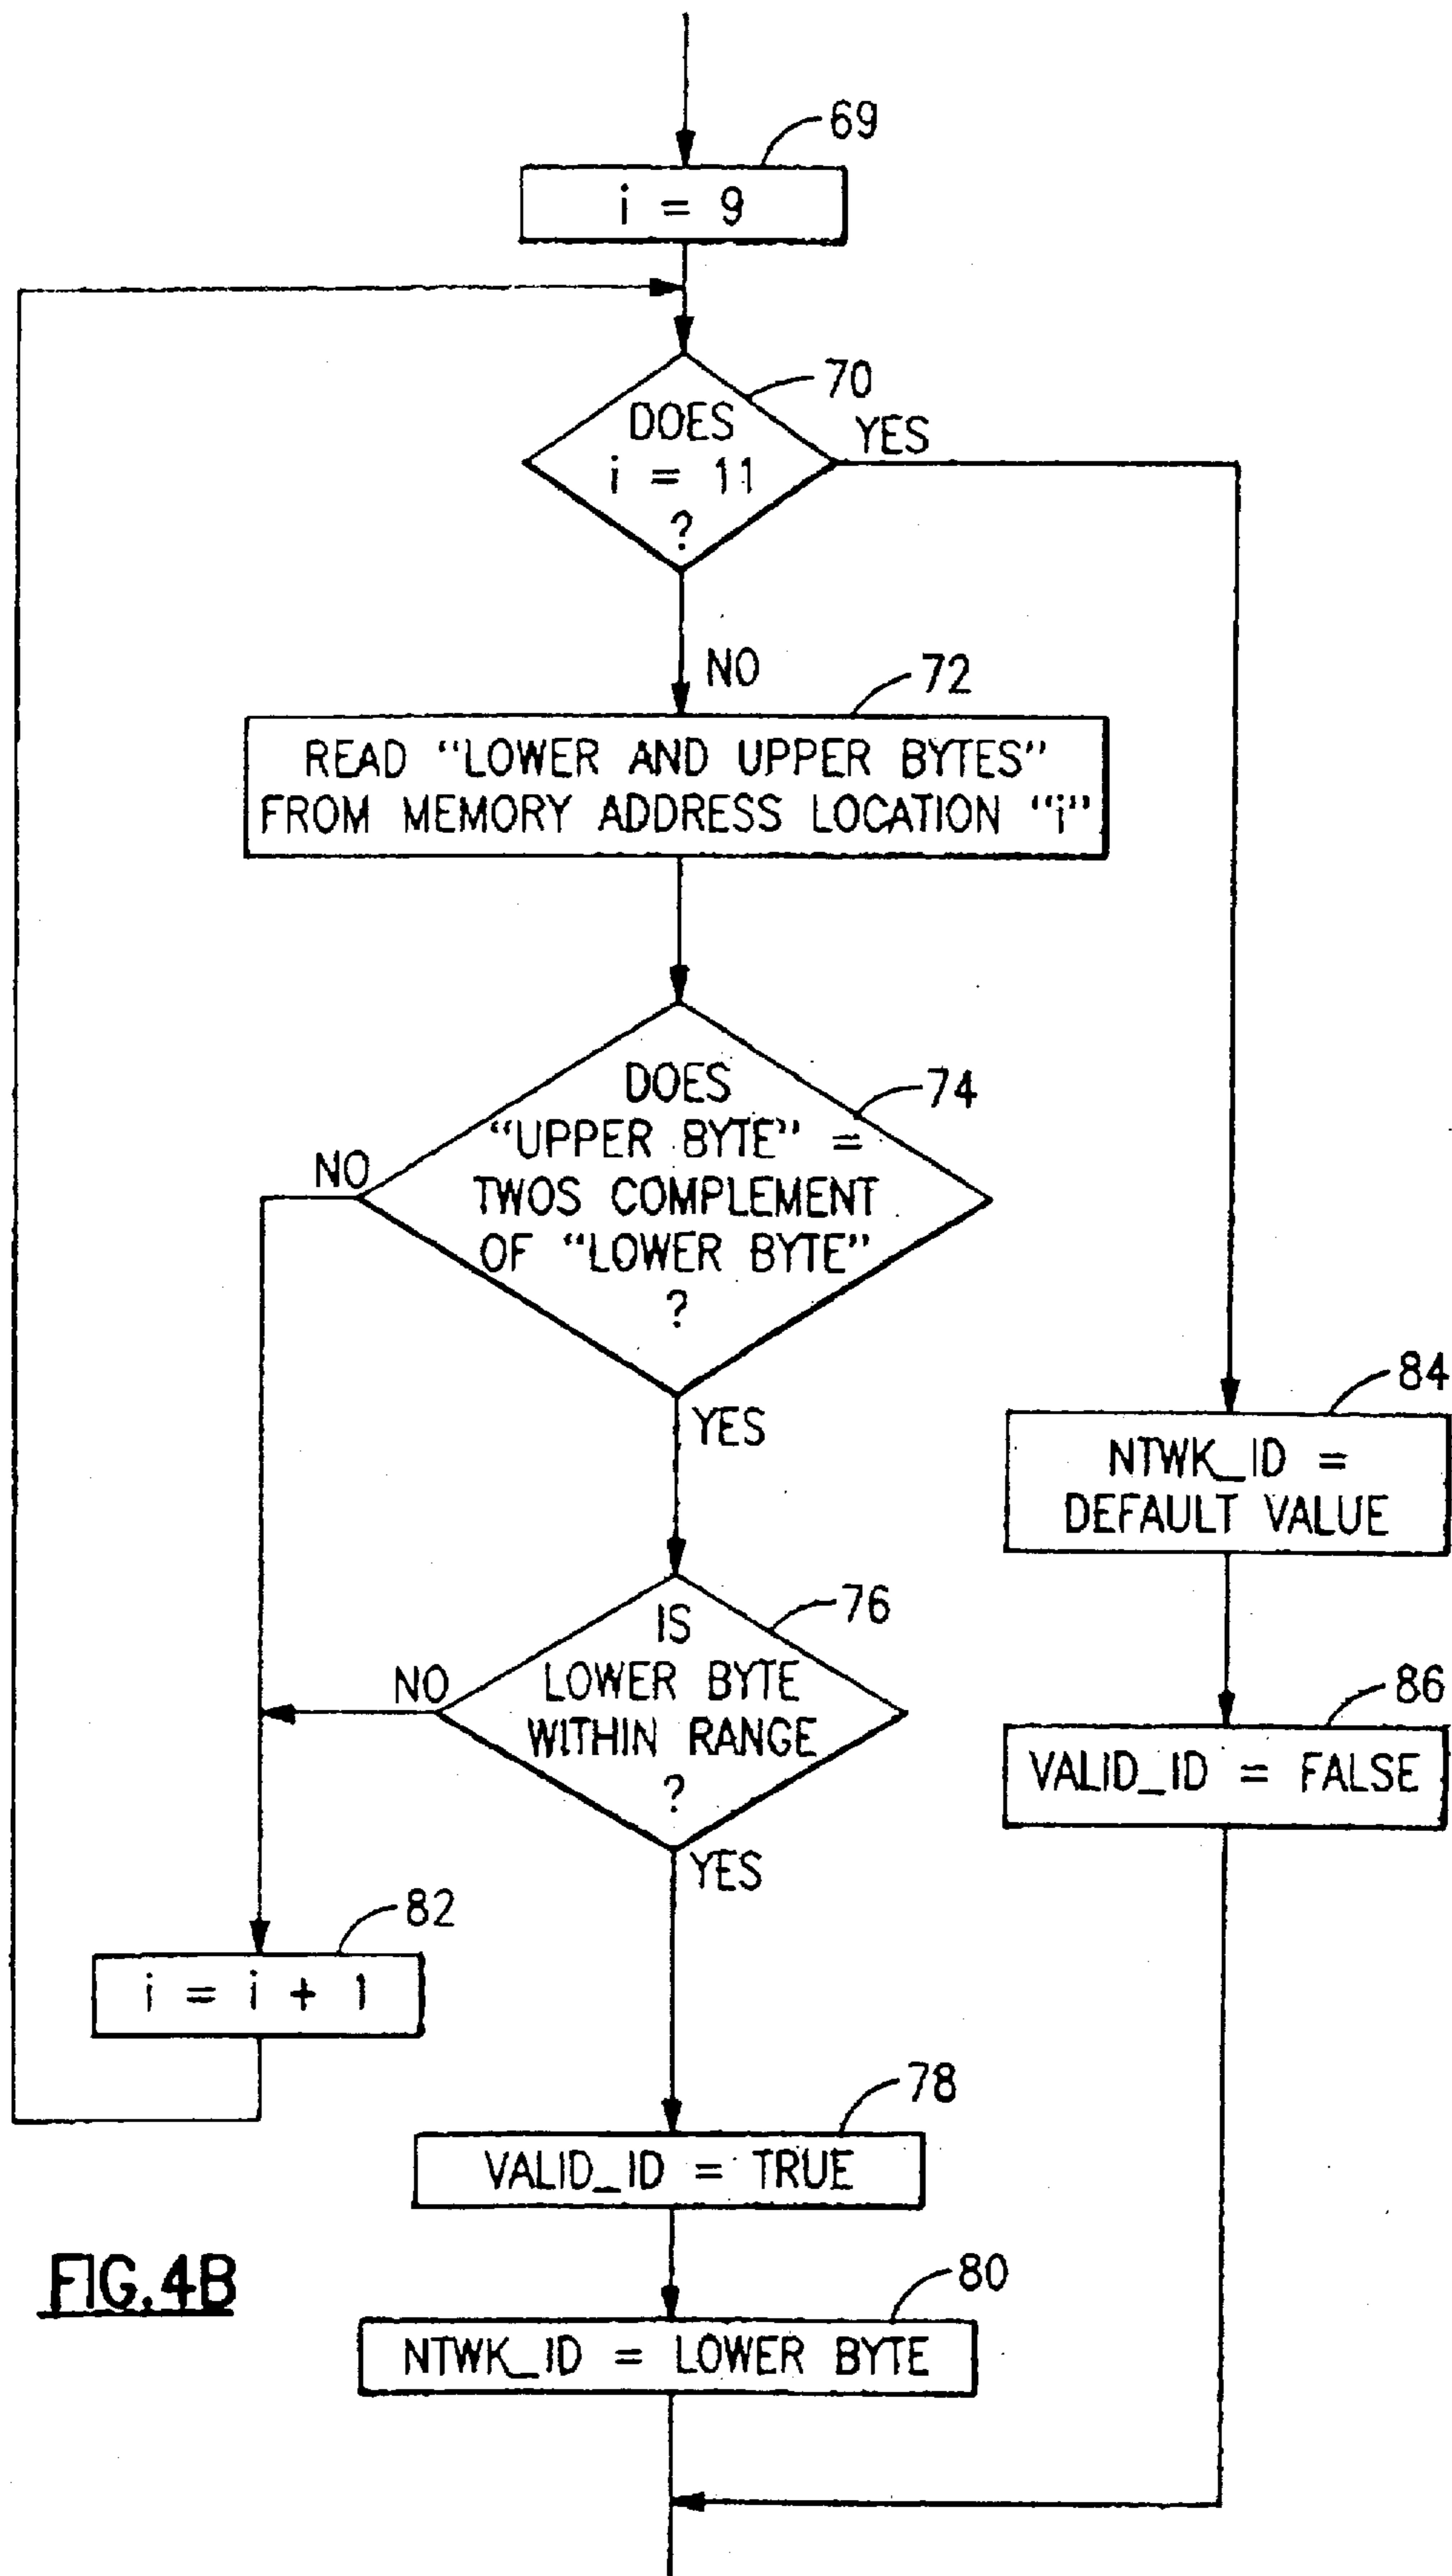 69
i = 9
70
DOES
i = 11
?
YES
NO
72
READ “LOWER AND UPPER BYTES”
FROM MEMORY ADDRESS LOCATION “i”
74
DOES
“UPPER BYTE” =
TWOS COMPLEMENT
OF “LOWER BYTE”
?
NO
YES
84
NTWK_ID =
DEFAULT VALUE
76
IS
LOWER BYTE
WITHIN RANGE
?
NO
YES
86
VALID_ID = FALSE
82
i = i + 1
78
VALID_ID = TRUE
80
NTWK_ID = LOWER BYTE
FIG.4B